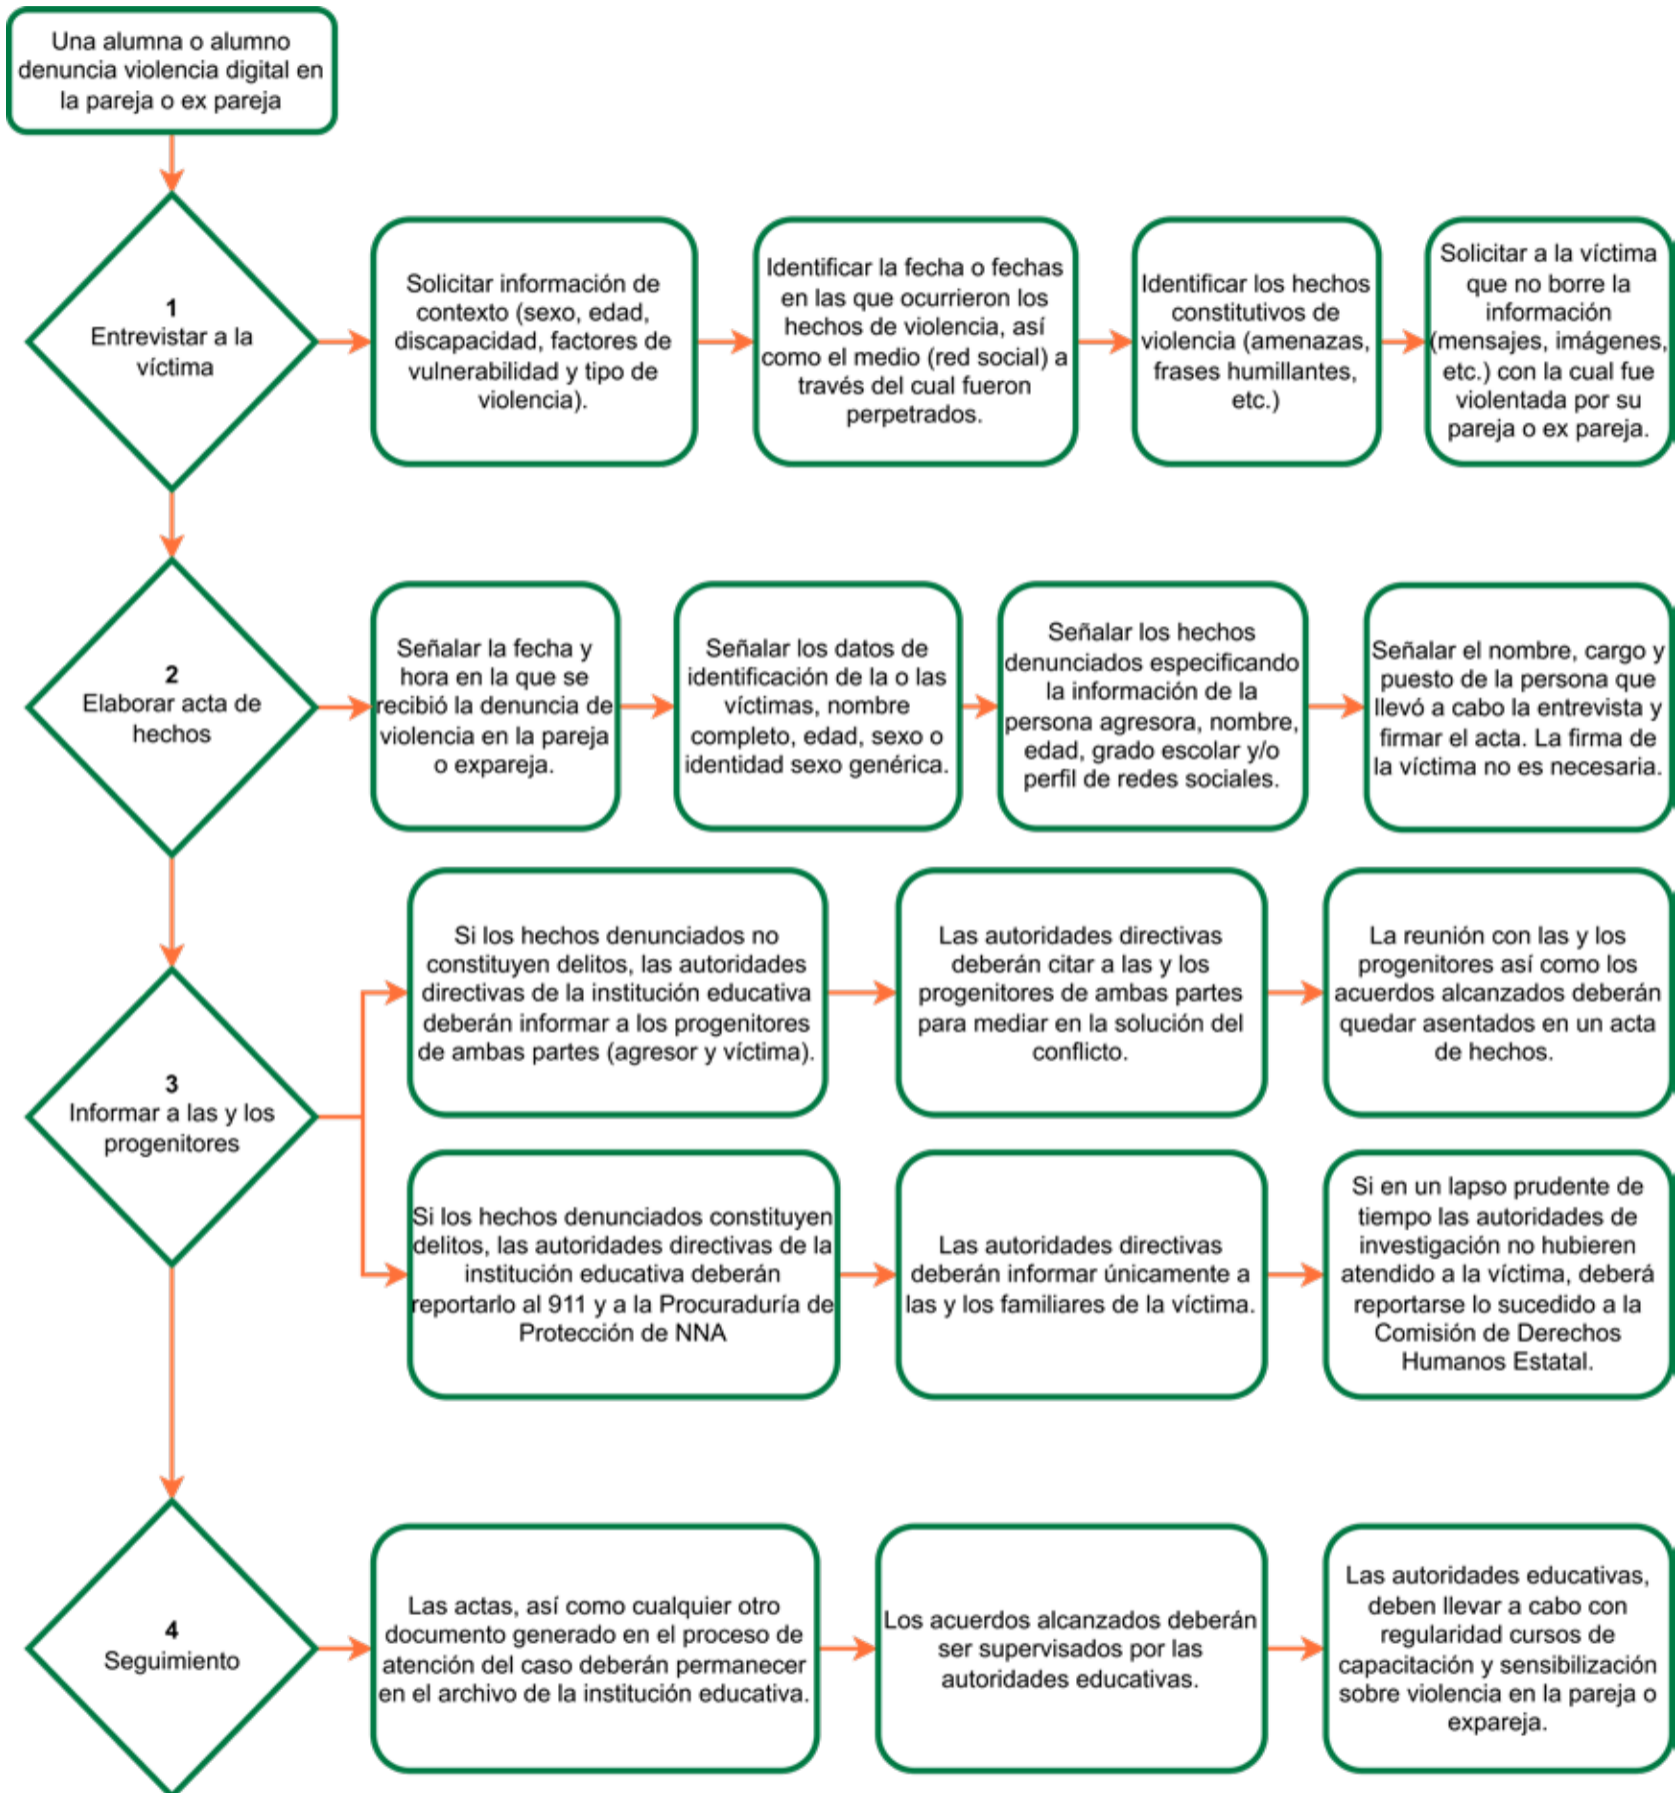 Una alumna o alumno
denuncia violencia digital en
la pareja o ex pareja
1
Entrevistar a la
víctima
Solicitar información de
contexto (sexo, edad,
discapacidad, factores de
vulnerabilidad y tipo de
violencia).
Identificar la fecha o fechas
en las que ocurrieron los
hechos de violencia, así
como el medio (red social) a
través del cual fueron
perpetrados.
Identificar los hechos
constitutivos de
violencia (amenazas,
frases humillantes,
etc.)
Solicitar a la víctima
que no borre la
información
(mensajes, imágenes,
etc.) con la cual fue
violentada por su
pareja o ex pareja.
2
Elaborar acta de
hechos
Señalar la fecha y
hora en la que se
recibió la denuncia de
violencia en la pareja
o expareja.
Señalar los datos de
identificación de la o las
víctimas, nombre
completo, edad, sexo o
identidad sexo genérica.
Señalar los hechos
denunciados especificando
la información de la
persona agresora, nombre,
edad, grado escolar y/o
perfil de redes sociales.
Señalar el nombre, cargo y
puesto de la persona que
llevó a cabo la entrevista y
firmar el acta. La firma de
la víctima no es necesaria.
3
Informar a las y los
progenitores
Si los hechos denunciados no
constituyen delitos, las autoridades
directivas de la institución educativa
deberán informar a los progenitores
de ambas partes (agresor y víctima).
Las autoridades directivas
deberán citar a las y los
progenitores de ambas partes
para mediar en la solución del
conflicto.
La reunión con las y los
progenitores así como los
acuerdos alcanzados deberán
quedar asentados en un acta
de hechos.
Si los hechos denunciados constituyen
delitos, las autoridades directivas de la
institución educativa deberán
reportarlo al 911 y a la Procuraduría de
Protección de NNA
Las autoridades directivas
deberán informar únicamente a
las y los familiares de la víctima.
Si en un lapso prudente de
tiempo las autoridades de
investigación no hubieren
atendido a la víctima, deberá
reportarse lo sucedido a la
Comisión de Derechos
Humanos Estatal.
4
Seguimiento
Las actas, así como cualquier otro
documento generado en el proceso de
atención del caso deberán permanecer
en el archivo de la institución educativa.
Los acuerdos alcanzados deberán
ser supervisados por las
autoridades educativas.
Las autoridades educativas,
deben llevar a cabo con
regularidad cursos de
capacitación y sensibilización
sobre violencia en la pareja o
expareja.